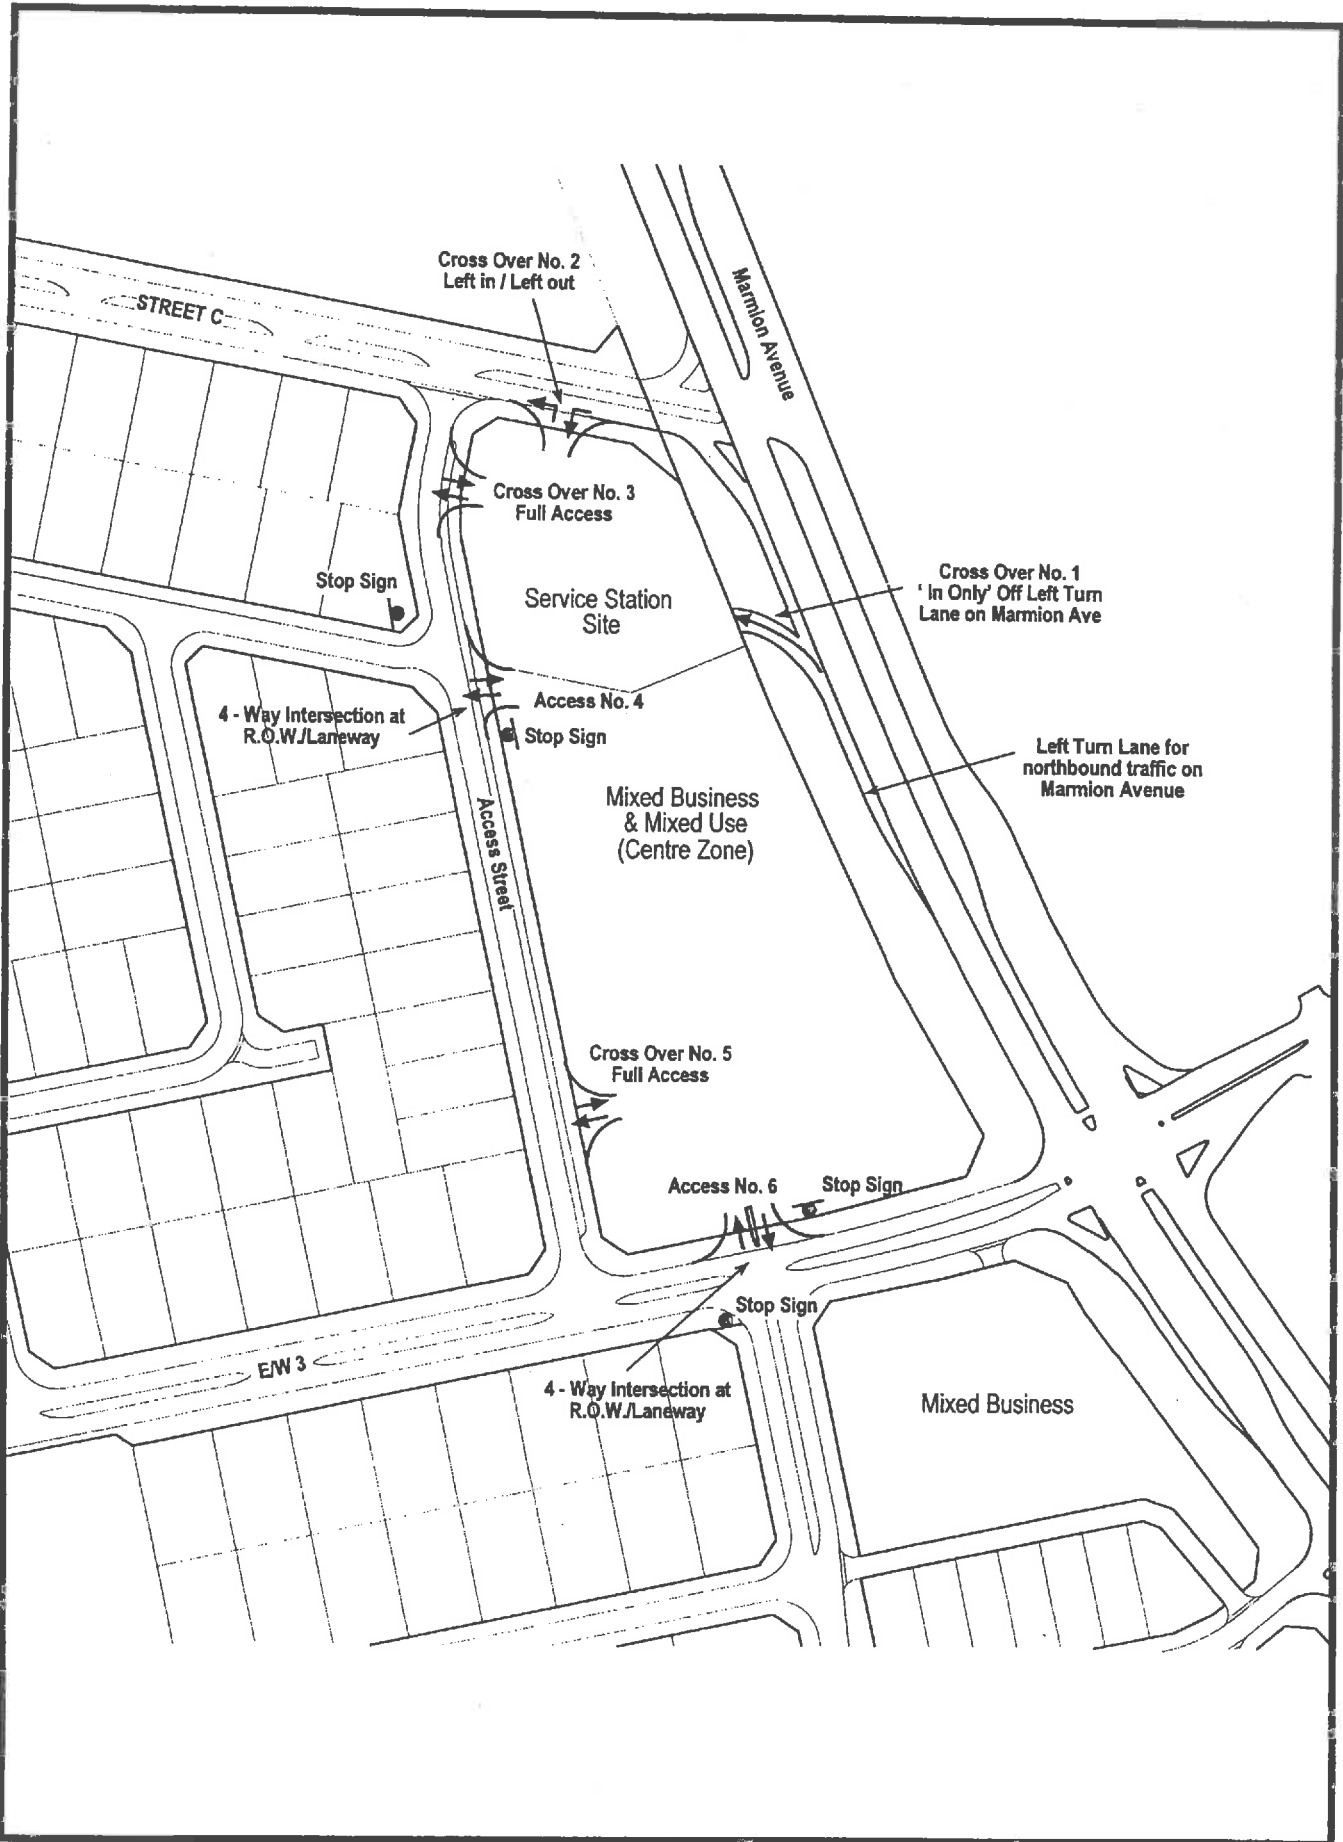 Cross Over No. 2
Left in / Left out
Marmion Avenue
STREET C
Cross Over No. 3
Full Access
Cross Over No. 1
' In Only' Off Left Turn
Lane on Marmion Ave
Stop Sign
Service Station
Site
Access No. 4
4 - Way Intersection at
R.O.W./Laneway
Stop Sign
Left Turn Lane for
northbound traffic on
Marmion Avenue
Mixed Business
& Mixed Use
(Centre Zone)
Access Street
Cross Over No. 5
Full Access
Access No. 6
Stop Sign
Stop Sign
E/W 3
4 - Way Intersection at
R.O.W./Laneway
Mixed Business